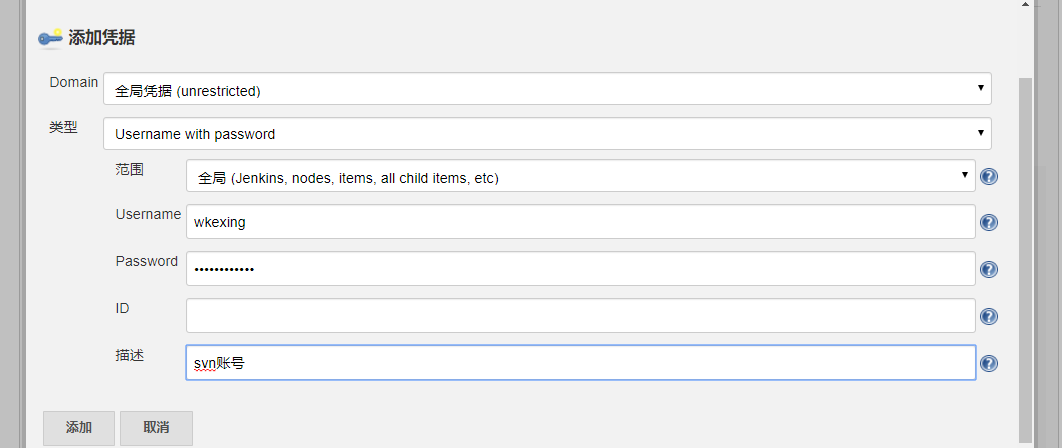 添加凭据
Domain 全局凭据 (unrestricted)
类型 Username with password
范围 全局 (Jenkins, nodes, items, all child items, etc)
Username wkexing
Password ••••••••••••
ID
描述 svn账号
添加 取消